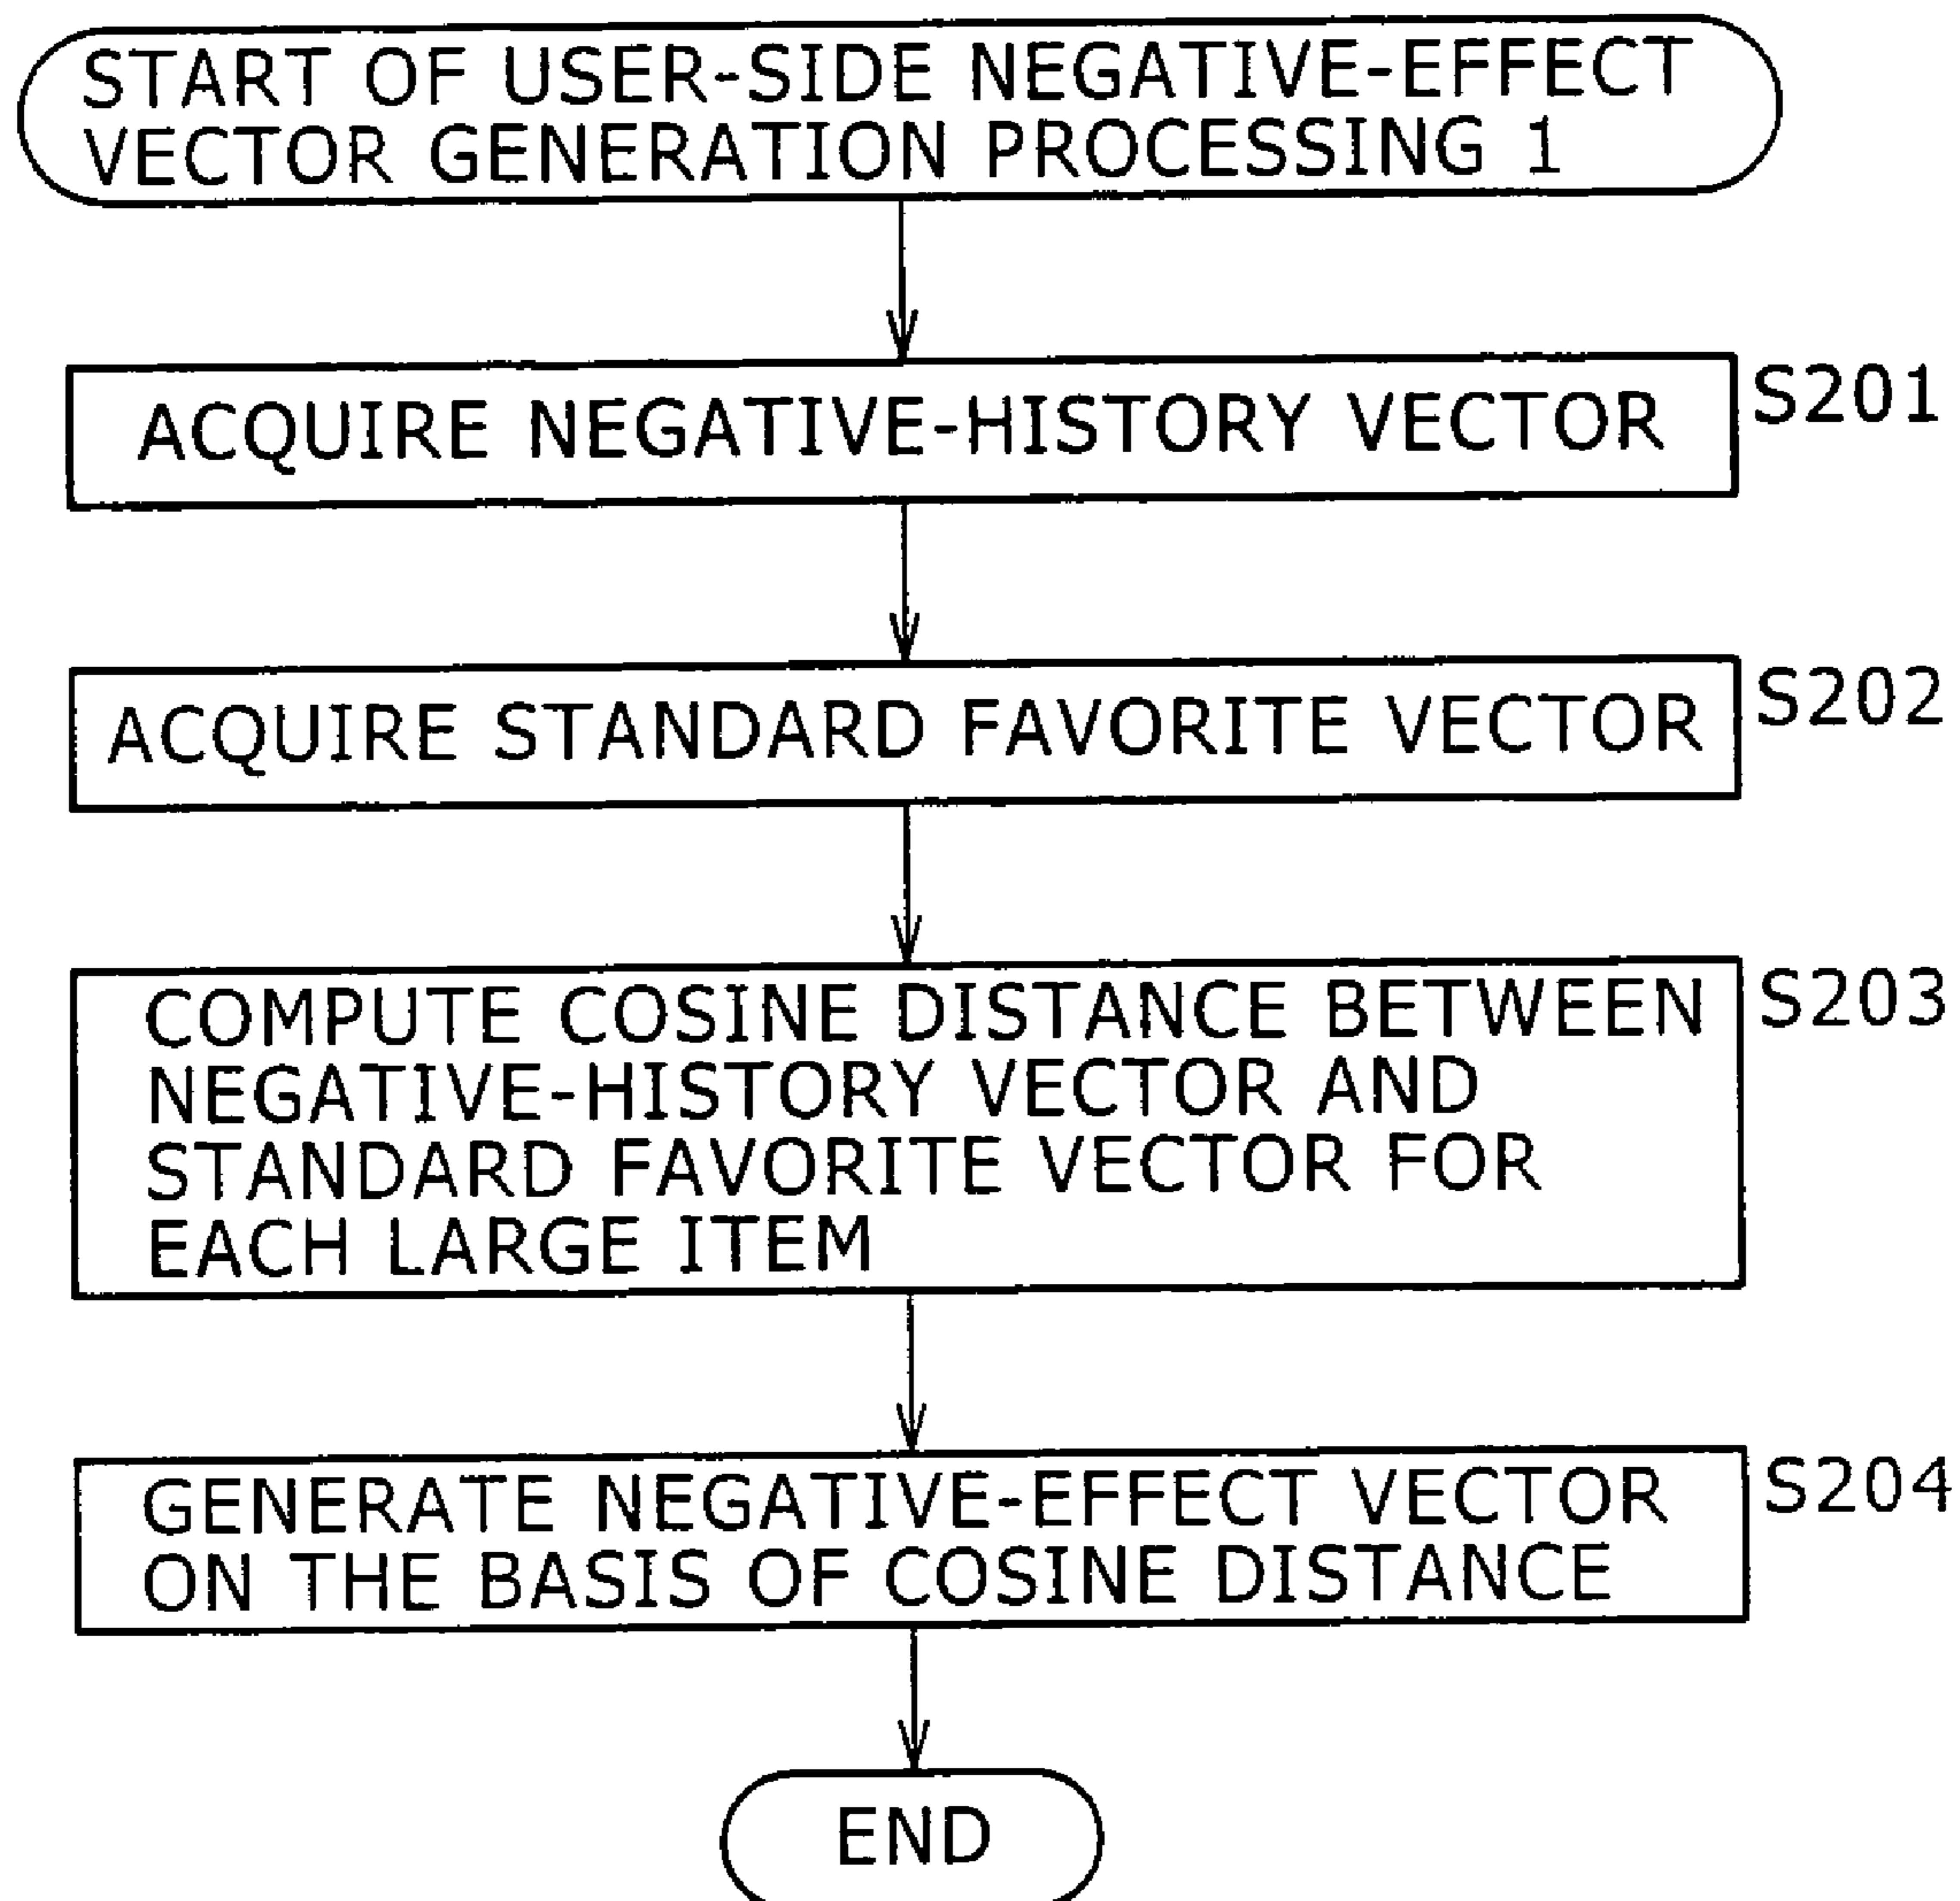 START OF USER-SIDE NEGATIVE-EFFECT
VECTOR GENERATION PROCESSING 1
ACQUIRE NEGATIVE-HISTORY VECTOR
S201
ACQUIRE STANDARD FAVORITE VECTOR
S202
COMPUTE COSINE DISTANCE BETWEEN
NEGATIVE-HISTORY VECTOR AND
STANDARD FAVORITE VECTOR FOR
EACH LARGE ITEM
S203
GENERATE NEGATIVE-EFFECT VECTOR
ON THE BASIS OF COSINE DISTANCE
S204
END